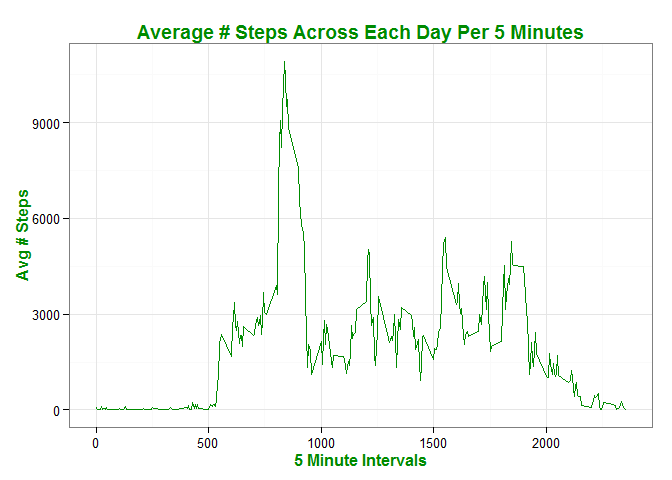 Average # Steps Across Each Day Per 5 Minutes
Avg # Steps
9000
6000
3000
0
0 500 1000 1500 2000
5 Minute Intervals